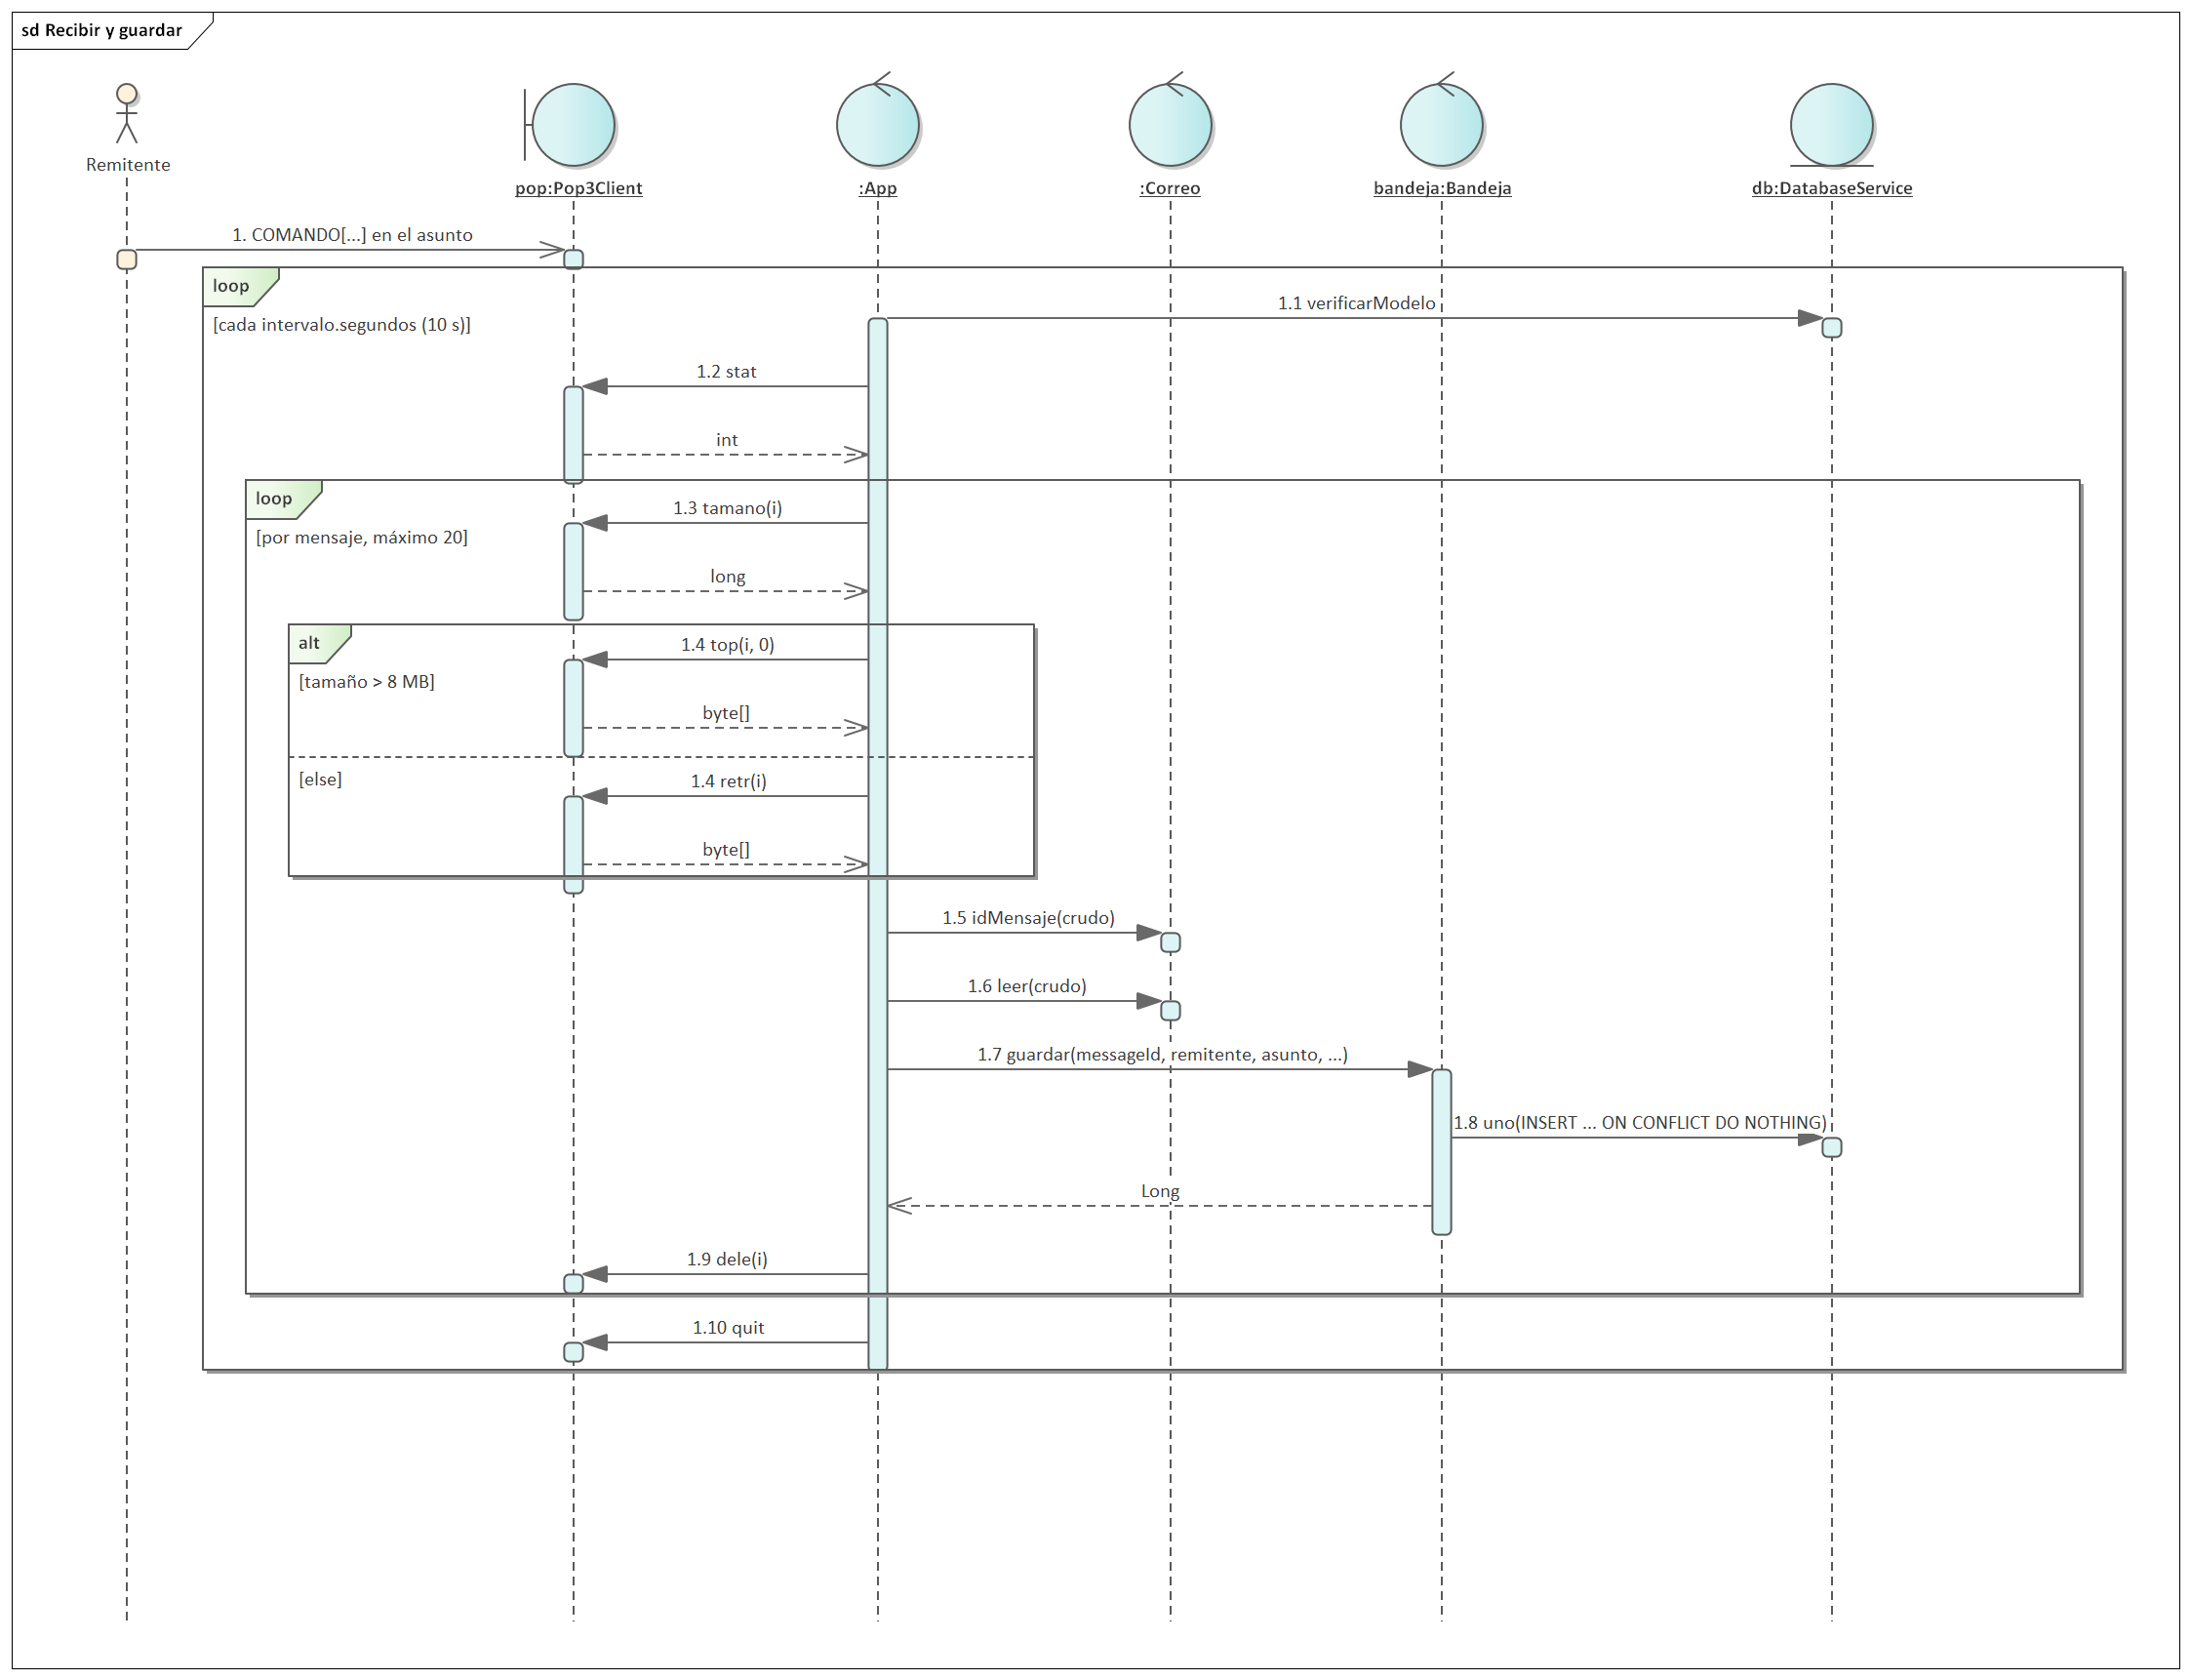 sd Recibir y guardar
Remitente
pop:Pop3Client
:App
:Correo
bandeja:Bandeja
db:DatabaseService
1. COMANDO[...] en el asunto
loop
[cada intervalo.segundos (10 s)]
1.1 verificarModelo
1.2 stat
int
loop
[por mensaje, máximo 20]
1.3 tamano(i)
long
alt
[tamaño > 8 MB]
1.4 top(i, 0)
byte[]
[else]
1.4 retr(i)
byte[]
1.5 idMensaje(crudo)
1.6 leer(crudo)
1.7 guardar(messageId, remitente, asunto, ...)
1.8 uno(INSERT ... ON CONFLICT DO NOTHING)
Long
1.9 dele(i)
1.10 quit